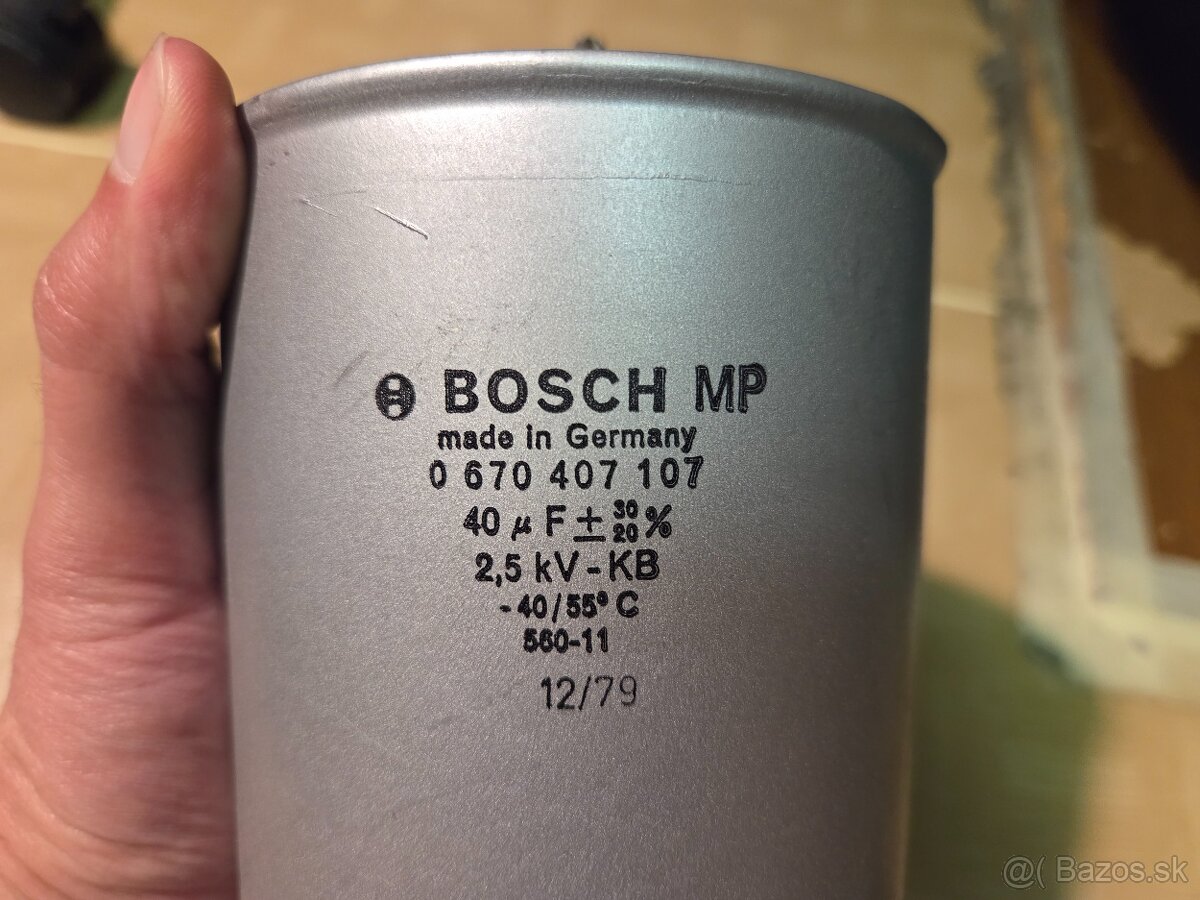 BOSCH MP
made in Germany
0 670 407 107
40 µF ± 30 20 %
2,5 kV - KB
- 40/55° C
560-11
12/79
@( Bazos.sk